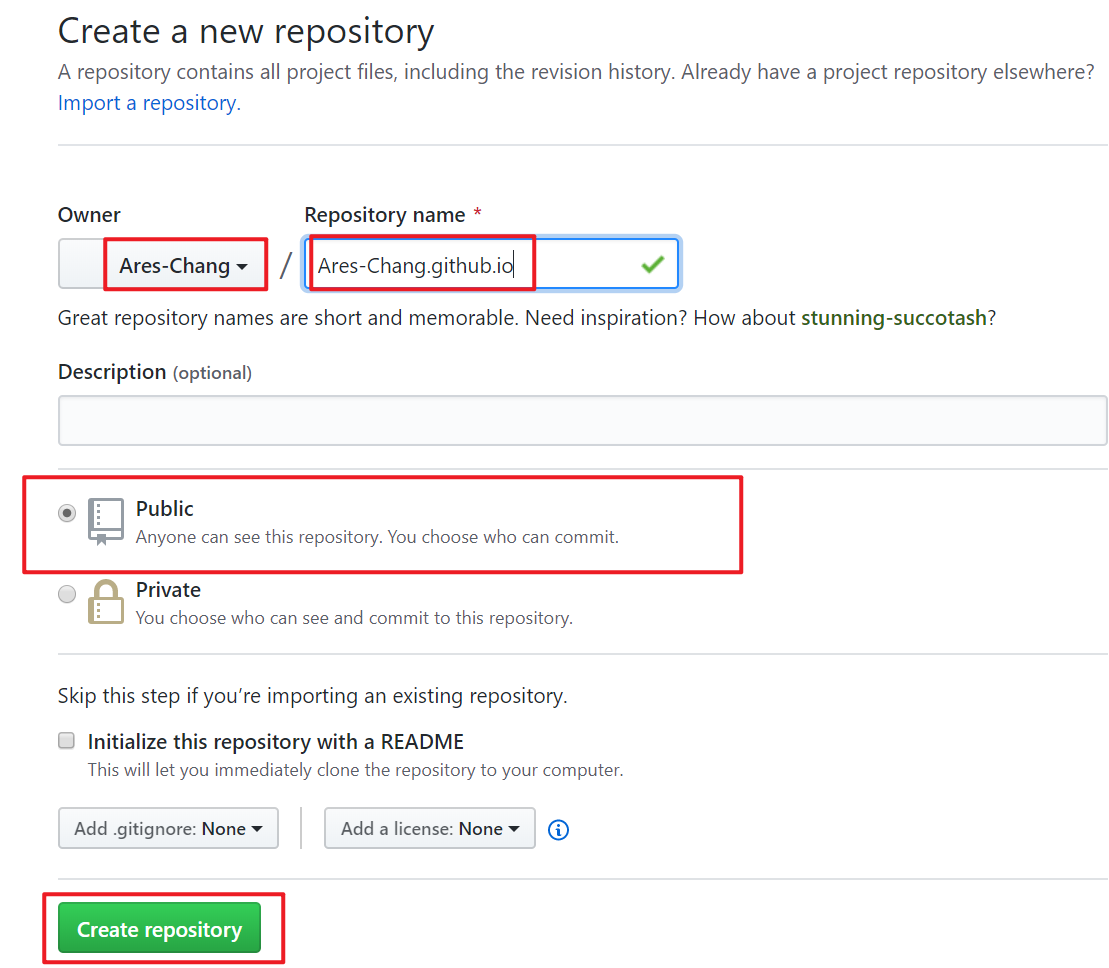 Create a new repository
A repository contains all project files, including the revision history. Already have a project repository elsewhere?
Import a repository.
Owner
Repository name *
Ares-Chang
/
Ares-Chang.github.io
Great repository names are short and memorable. Need inspiration? How about stunning-succotash?
Description (optional)
Public
Anyone can see this repository. You choose who can commit.
Private
You choose who can see and commit to this repository.
Skip this step if you’re importing an existing repository.
Initialize this repository with a README
This will let you immediately clone the repository to your computer.
Add .gitignore: None
Add a license: None
Create repository